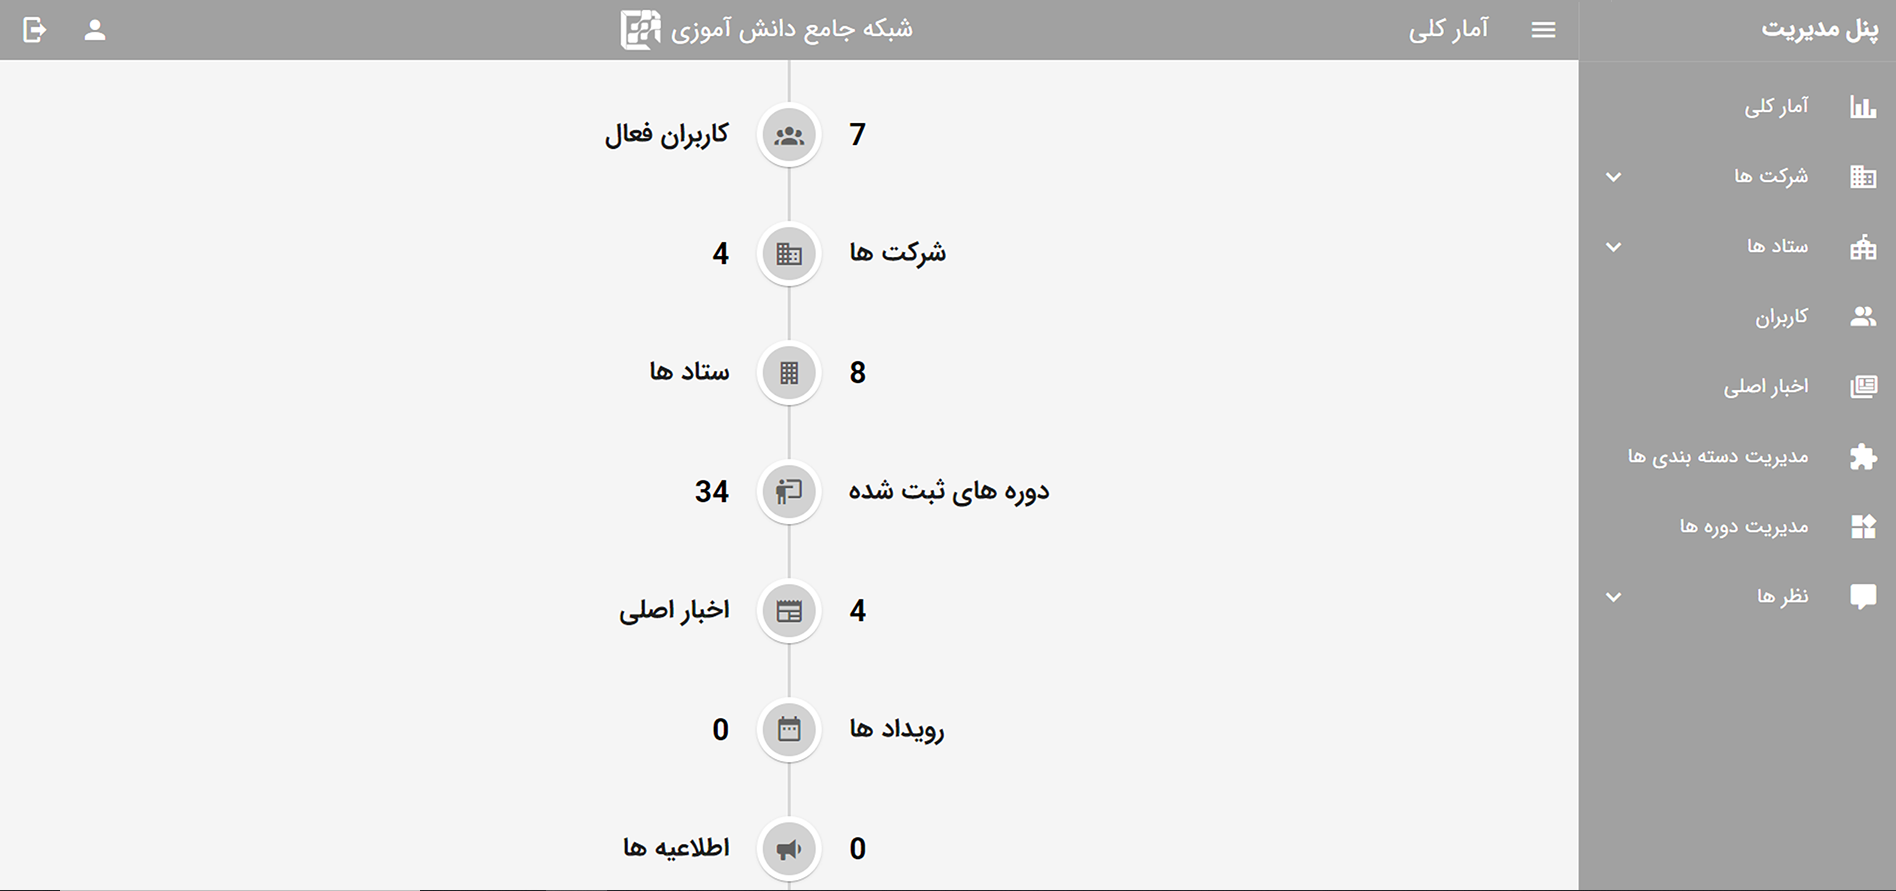 پنل مدیریت
آمار کلی
شبکه جامع دانش آموزی
آمار کلی
شرکت ها
ستاد ها
کاربران
اخبار اصلی
مدیریت دسته بندی ها
مدیریت دوره ها
نظر ها
7 کاربران فعال
شرکت ها 4
8 ستاد ها
دوره های ثبت شده 34
4 اخبار اصلی
رویداد ها 0
0 اطلاعیه ها